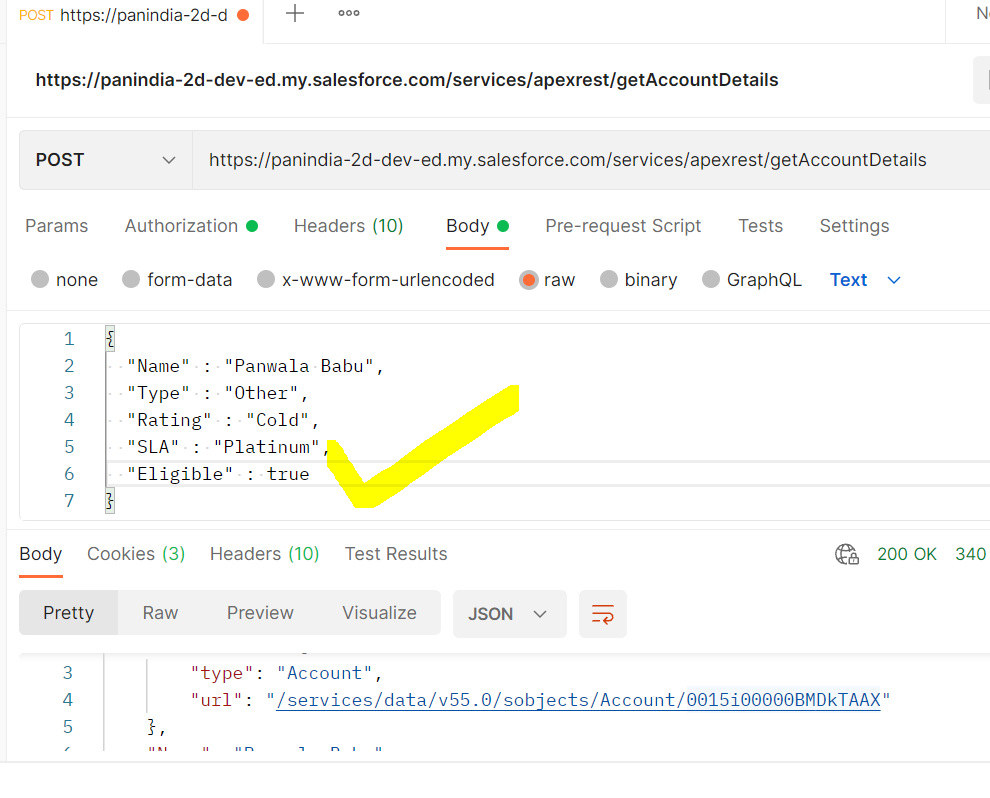 POST https://panindia-2d-d
https://panindia-2d-dev-ed.my.salesforce.com/services/apexrest/getAccountDetails
POST https://panindia-2d-dev-ed.my.salesforce.com/services/apexrest/getAccountDetails
Params Authorization Headers (10) Body Pre-request Script Tests Settings
none form-data x-www-form-urlencoded raw binary GraphQL Text
1 {
2 "Name" : "Panwala Babu",
3 "Type" : "Other",
4 "Rating" : "Cold",
5 "SLA" : "Platinum",
6 "Eligible" : true
7 }
Body Cookies (3) Headers (10) Test Results 200 OK 340
Pretty Raw Preview Visualize JSON
3 "type": "Account",
4 "url": "/services/data/v55.0/sobjects/Account/0015i00000BMDkTAAX"
5 },